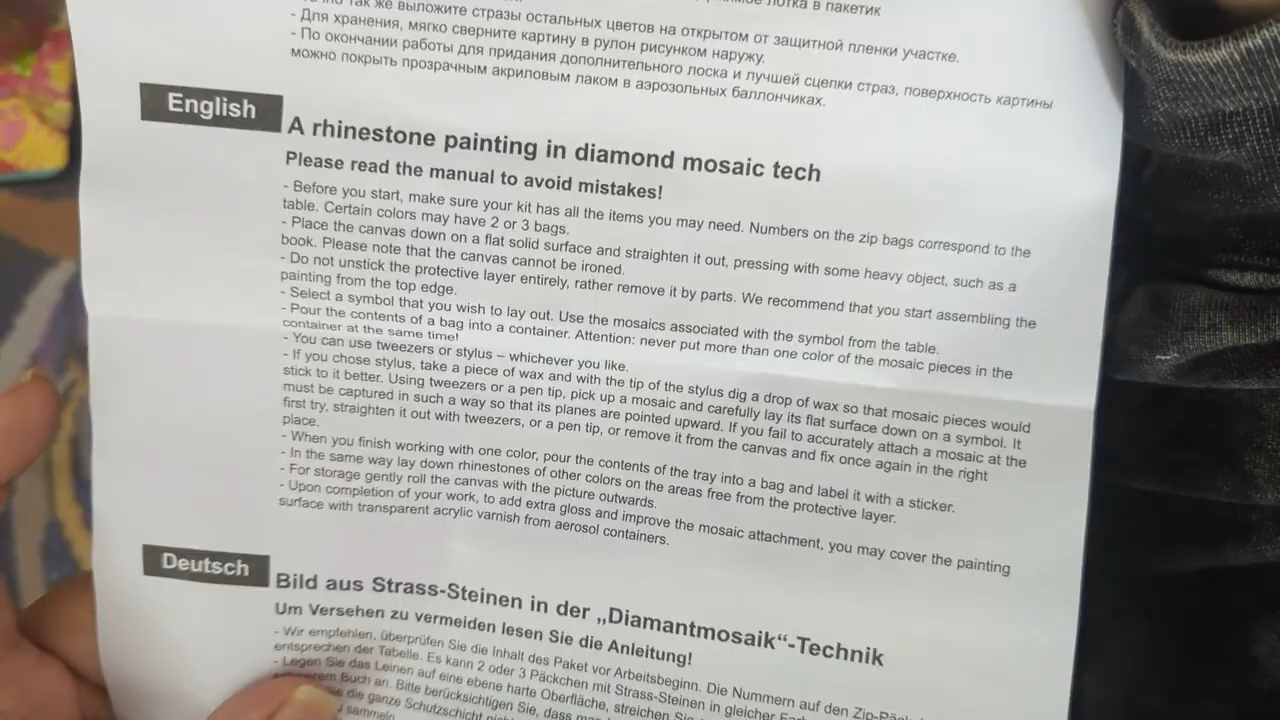 так же выложите стразы остальных цветов на открытом от защитной пленки участке.
- Для хранения, мягко сверните картину в рулон рисунком наружу.
- По окончании работы для придания дополнительного лоска и лучшей сцепки страз, поверхность картины
можно покрыть прозрачным акриловым лаком в аэрозольных баллончиках.
English
A rhinestone painting in diamond mosaic tech
Please read the manual to avoid mistakes!
- Before you start, make sure your kit has all the items you may need. Numbers on the zip bags correspond to the
table. Certain colors may have 2 or 3 bags.
- Place the canvas down on a flat solid surface and straighten it out, pressing with some heavy object, such as a
book. Please note that the canvas cannot be ironed.
- Do not unstick the protective layer entirely, rather remove it by parts. We recommend that you start assembling the
painting from the top edge.
- Select a symbol that you wish to lay out. Use the mosaics associated with the symbol from the table.
- Pour the contents of a bag into a container. Attention: never put more than one color of the mosaic pieces in the
container at the same time!
- You can use tweezers or stylus – whichever you like.
- If you chose stylus, take a piece of wax and with the tip of the stylus dig a drop of wax so that mosaic pieces would
stick to it better. Using tweezers or a pen tip, pick up a mosaic and carefully lay its flat surface down on a symbol. It
must be captured in such a way so that its planes are pointed upward. If you fail to accurately attach a mosaic at the
first try, straighten it out with tweezers, or a pen tip, or remove it from the canvas and fix once again in the right
place.
- When you finish working with one color, pour the contents of the tray into a bag and label it with a sticker.
- In the same way lay down rhinestones of other colors on the areas free from the protective layer.
- For storage gently roll the canvas with the picture outwards.
- Upon completion of your work, to add extra gloss and improve the mosaic attachment, you may cover the painting
surface with transparent acrylic varnish from aerosol containers.
Deutsch
Bild aus Strass-Steinen in der „Diamantmosaik“-Technik
Um Versehen zu vermeiden lesen Sie die Anleitung!
- Wir empfehlen, überprüfen Sie die Inhalt des Paket vor Arbeitsbeginn. Die Nummern auf den
entsprechen der Tabelle. Es kann 2 oder 3 Päckchen mit Strass-Steinen in gleicher
- Legen Sie das Leinen auf eine ebene harte Oberfläche, streichen Sie
Buch an. Bitte berücksichtigen Sie, dass
die ganze Schutzschicht
sammeln